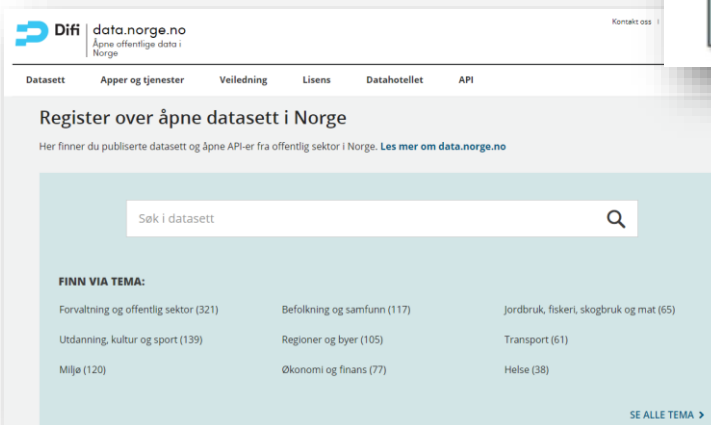 Difi
data.norge.no
Åpne offentlige data i
Norge
Kontakt oss
Datasett Apper og tjenester Veiledning Lisens Datahotellet API
Register over åpne datasett i Norge
Her finner du publiserte datasett og åpne API-er fra offentlig sektor i Norge. Les mer om data.norge.no
Søk i datasett
FINN VIA TEMA:
Forvaltning og offentlig sektor (321) Befolkning og samfunn (117) Jordbruk, fiskeri, skogbruk og mat (65)
Utdanning, kultur og sport (139) Regioner og byer (105) Transport (61)
Miljø (120) Økonomi og finans (77) Helse (38)
SE ALLE TEMA